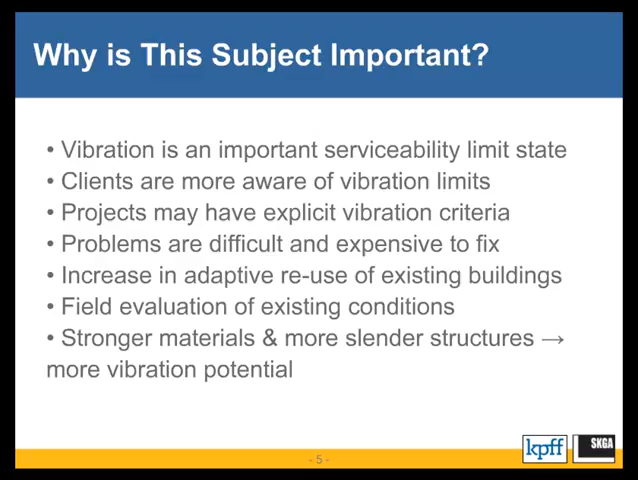 Why is This Subject Important?
• Vibration is an important serviceability limit state
• Clients are more aware of vibration limits
• Projects may have explicit vibration criteria
• Problems are difficult and expensive to fix
• Increase in adaptive re-use of existing buildings
• Field evaluation of existing conditions
• Stronger materials & more slender structures →
more vibration potential
kpff
SKGA
- 5 -